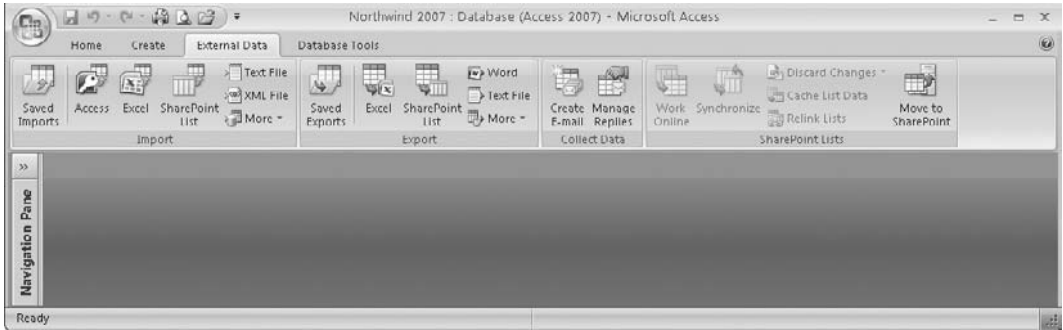 Northwind 2007 : Database (Access 2007) - Microsoft Access
Home Create External Data Database Tools
Saved Imports
Access
Excel
SharePoint List
Text File
XML File
More
Import
Saved Exports
Excel
SharePoint List
Word
Text File
More
Export
Create E-mail
Manage Replies
Collect Data
Work Online
Synchronize
Discard Changes
Cache List Data
Relink Lists
Move to SharePoint
SharePoint Lists
Navigation Pane
Ready